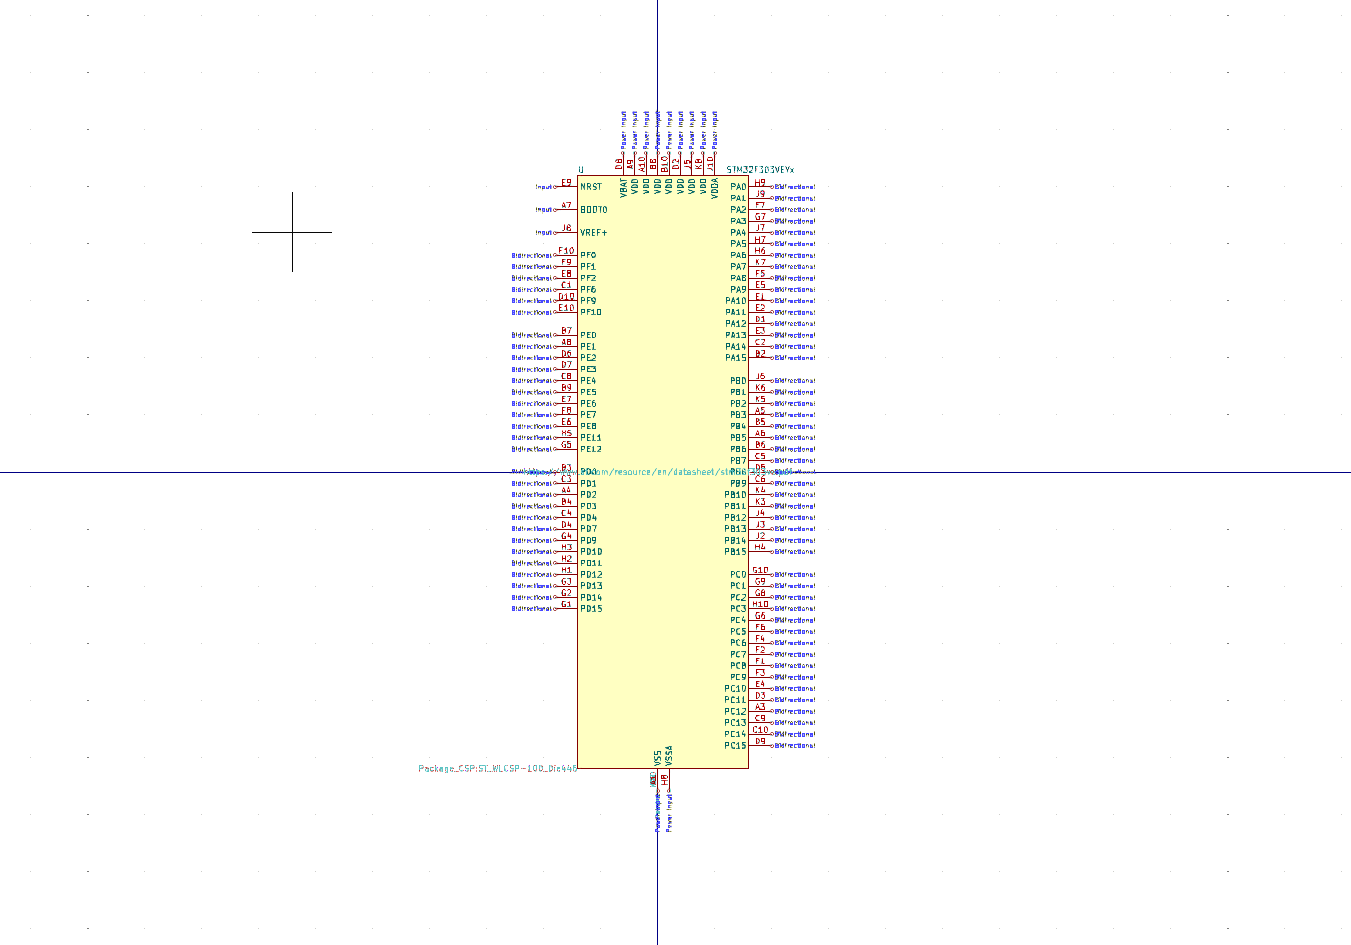 Power Input Power Input Power Input Power Input Power Input Power Input Power Input Power Input Power Input
D8 A9 A10 B8 B10 D2 J5 K9 J10
U STM32F303VEYx
VBAT VDD VDD VDD VDD VDD VDD VDD VDDA
Input E9 NRST
Input A7 BOOT0
Input J8 VREF+
Bidirectional F10 PF0
Bidirectional F9 PF1
Bidirectional E8 PF2
Bidirectional C1 PF6
Bidirectional D10 PF9
Bidirectional E10 PF10
Bidirectional B7 PE0
Bidirectional A8 PE1
Bidirectional D6 PE2
Bidirectional D7 PE3
Bidirectional C8 PE4
Bidirectional B9 PE5
Bidirectional E7 PE6
Bidirectional F8 PE7
Bidirectional E6 PE8
Bidirectional H5 PE11
Bidirectional G5 PE12
B3 PD0
Bidirectional C3 PD1
Bidirectional A4 PD2
Bidirectional B4 PD3
Bidirectional C4 PD4
Bidirectional D4 PD7
Bidirectional G4 PD9
Bidirectional H3 PD10
Bidirectional H2 PD11
Bidirectional H1 PD12
Bidirectional G3 PD13
Bidirectional G2 PD14
Bidirectional G1 PD15
PA0 H9 Bidirectional
PA1 J9 Bidirectional
PA2 F7 Bidirectional
PA3 G7 Bidirectional
PA4 J7 Bidirectional
PA5 H7 Bidirectional
PA6 H6 Bidirectional
PA7 K7 Bidirectional
PA8 F5 Bidirectional
PA9 E5 Bidirectional
PA10 E1 Bidirectional
PA11 E2 Bidirectional
PA12 D1 Bidirectional
PA13 E3 Bidirectional
PA14 C2 Bidirectional
PA15 B2 Bidirectional
PB0 J6 Bidirectional
PB1 K6 Bidirectional
PB2 K5 Bidirectional
PB3 A5 Bidirectional
PB4 B5 Bidirectional
PB5 A6 Bidirectional
PB6 B6 Bidirectional
PB7 C5 Bidirectional
PB8 D5
PB9 C6 Bidirectional
PB10 K4 Bidirectional
PB11 K3 Bidirectional
PB12 J4 Bidirectional
PB13 J3 Bidirectional
PB14 J2 Bidirectional
PB15 H4 Bidirectional
PC0 G10 Bidirectional
PC1 G9 Bidirectional
PC2 G8 Bidirectional
PC3 H10 Bidirectional
PC4 G6 Bidirectional
PC5 F6 Bidirectional
PC6 F4 Bidirectional
PC7 F2 Bidirectional
PC8 F1 Bidirectional
PC9 F3 Bidirectional
PC10 E4 Bidirectional
PC11 D3 Bidirectional
PC12 A3 Bidirectional
PC13 C9 Bidirectional
PC14 C10 Bidirectional
PC15 D9 Bidirectional
VSS VSSA
Package_CSP:ST_WLCSP-100_Die446
H8
Power Input